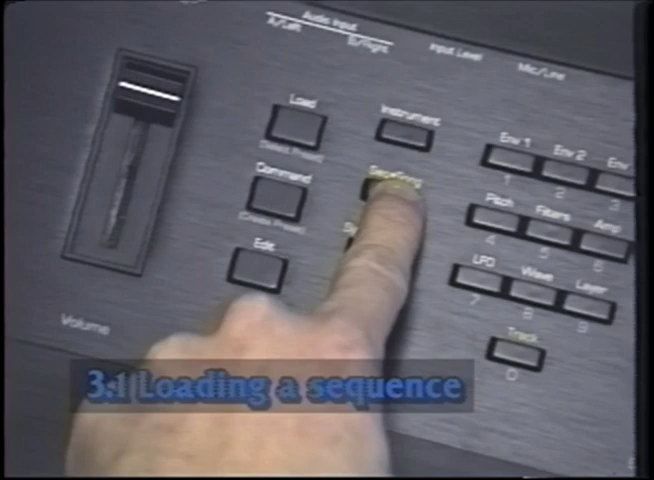 Audio Input
A/Left
B/Right
Input Level
Mic/Line
Load
Instrument
(Select Preset)
Env 1
Env 2
Env
1
2
3
Command
Seq•Song
(Create Preset)
Pitch
Filters
Amp
4
5
6
Edit
LFO
Wave
Layer
7
8
9
Volume
Track
0
3.1 Loading a sequence